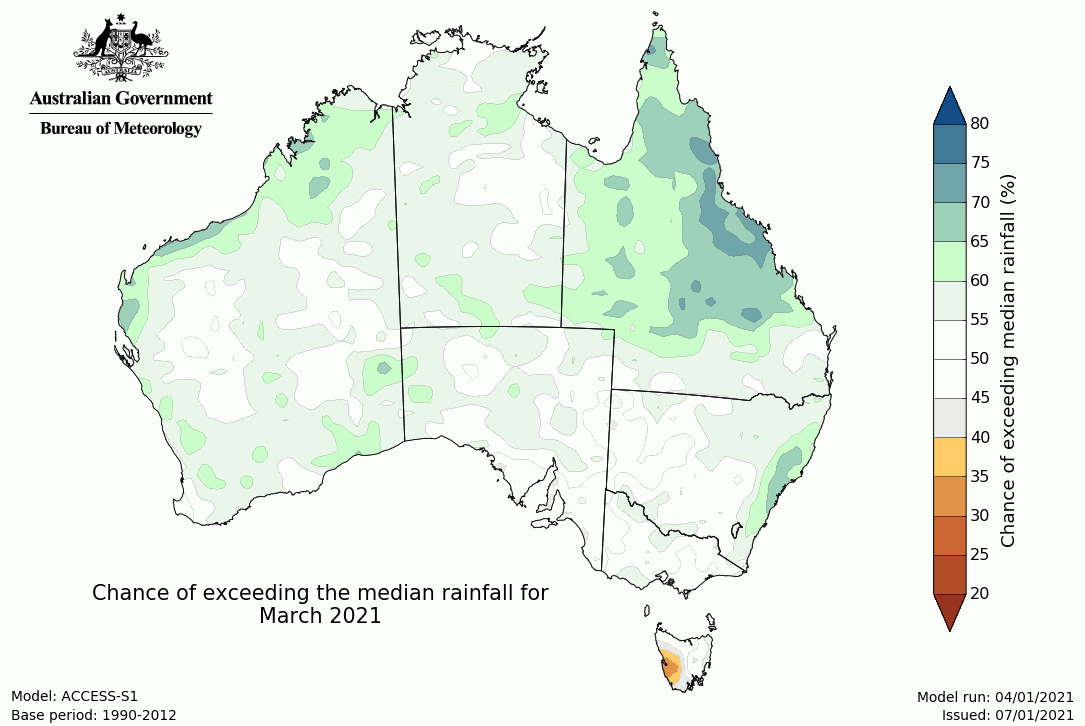 AUSTRALIA
Australian Government
Bureau of Meteorology
80
75
70
65
60
55
50
45
40
35
30
25
20
Chance of exceeding median rainfall (%)
Chance of exceeding the median rainfall for
March 2021
Model: ACCESS-S1
Base period: 1990-2012
Model run: 04/01/2021
Issued: 07/01/2021